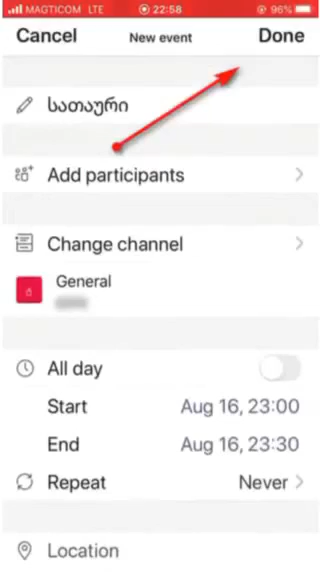 MAGTICOM LTE 22:58 96%
Cancel New event Done
სათაური
Add participants
Change channel
General
All day
Start Aug 16, 23:00
End Aug 16, 23:30
Repeat Never
Location